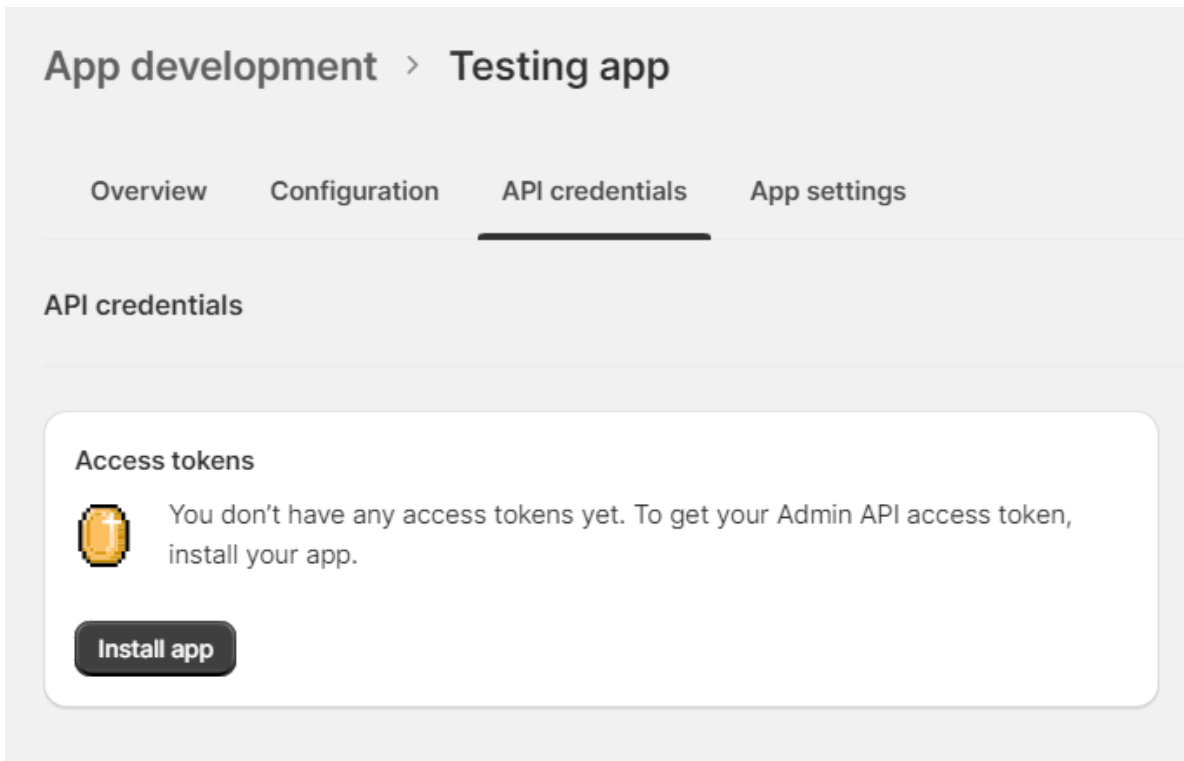 App development > Testing app
Overview Configuration API credentials App settings
API credentials
Access tokens
You don’t have any access tokens yet. To get your Admin API access token,
install your app.
Install app